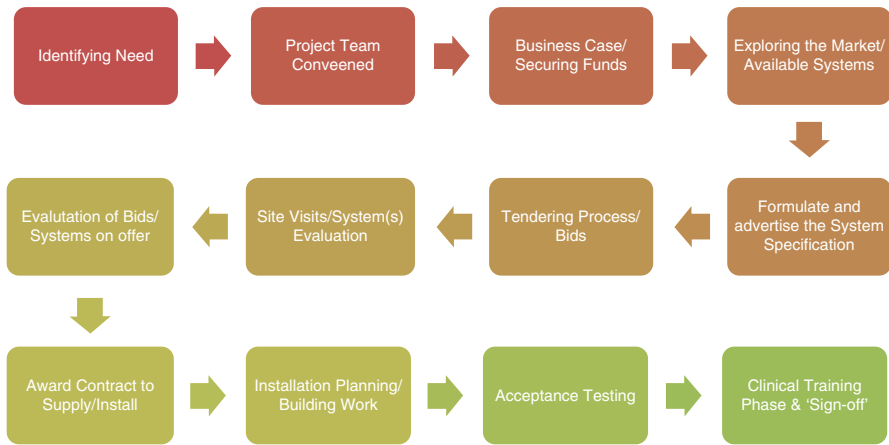 Identifying Need
Project Team
Conveened
Business Case/
Securing Funds
Exploring the Market/
Available Systems
Formulate and
advertise the System
Specification
Tendering Process/
Bids
Site Visits/System(s)
Evaluation
Evalutation of Bids/
Systems on offer
Award Contract to
Supply/Install
Installation Planning/
Building Work
Acceptance Testing
Clinical Training
Phase & ‘Sign-off’